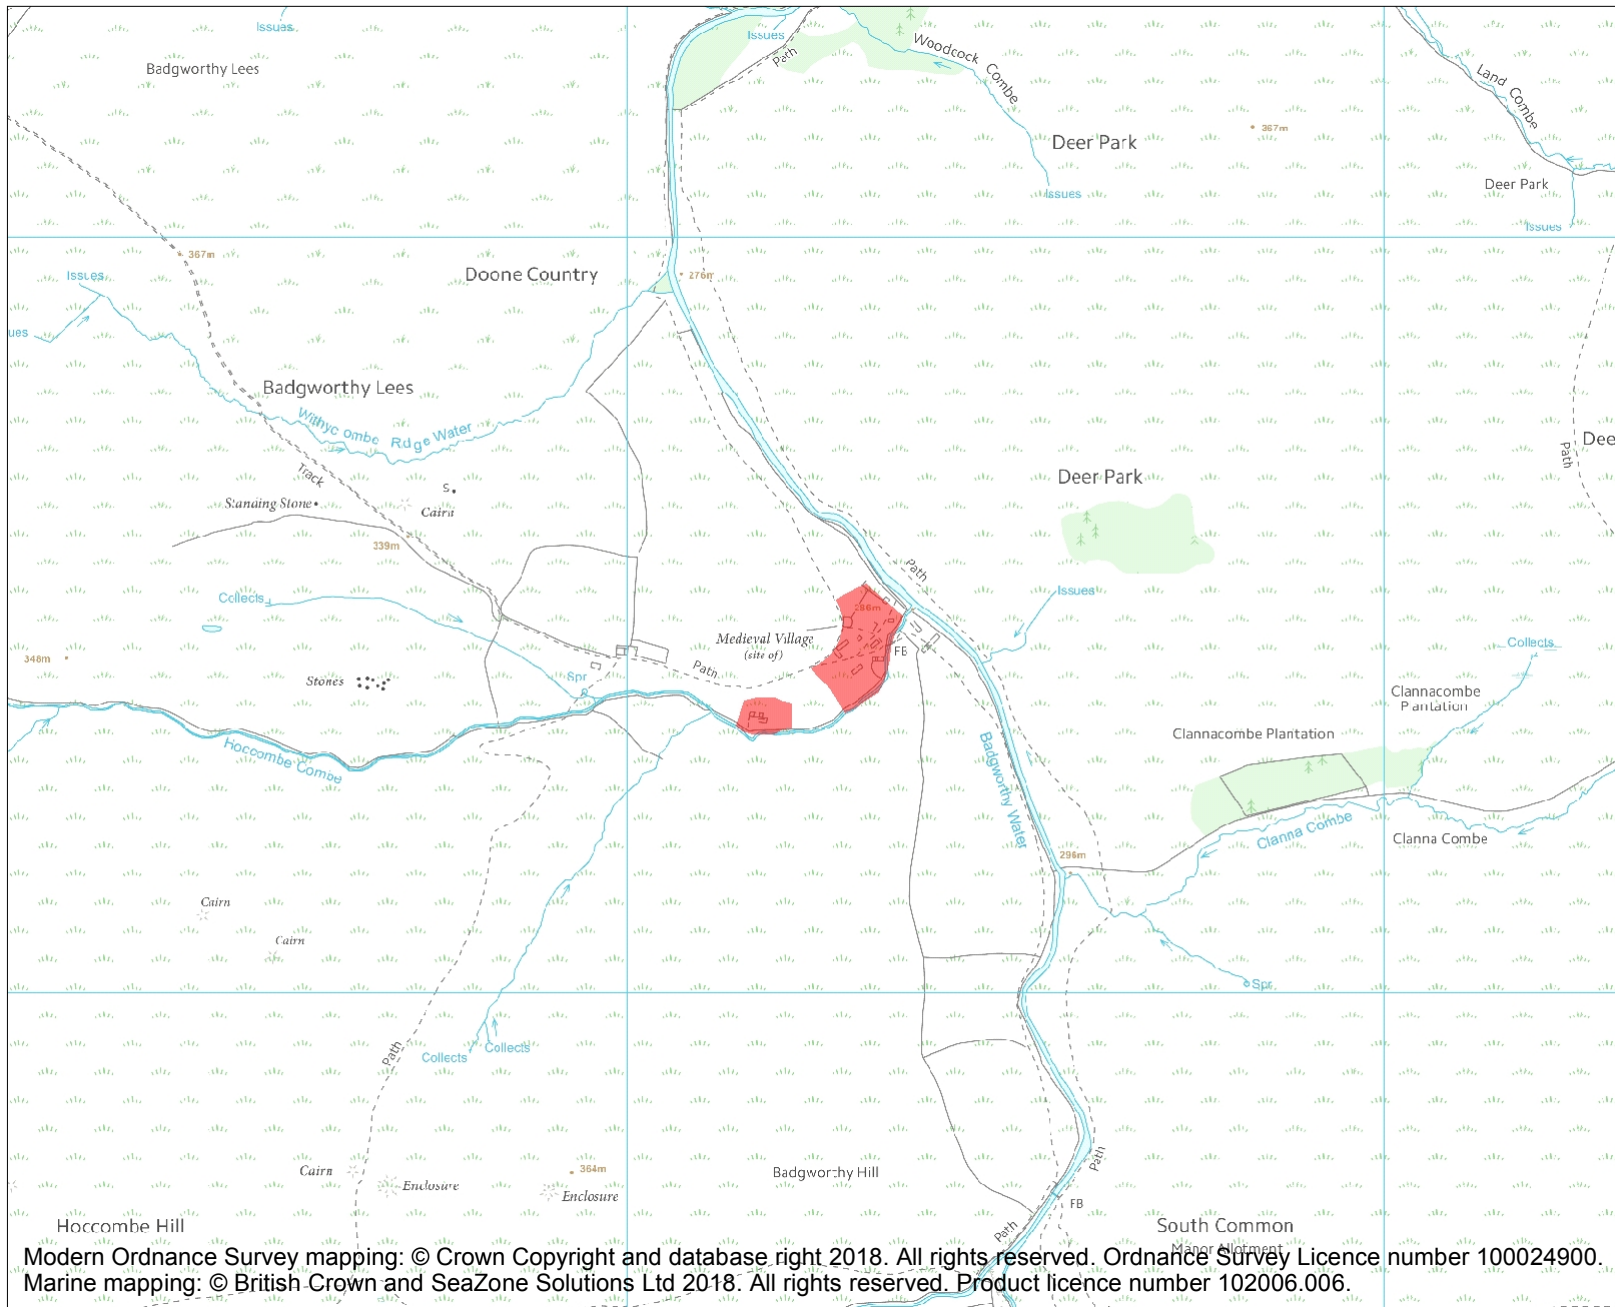 Issues
Issues
Path
Woodcock Combe
Land Combe
Badgworthy Lees
Deer Park
367m
Issues
Deer Park
Issues
367m
Issues
Doone Country
276m
Badgworthy Lees
Withycombe Ridge Water
Track
Standing Stone
S
Cairn
339m
Deer Park
Path
Path
Issues
Collects
Medieval Village
(site of)
FB
Collects
348m
Stones
Spr
Path
Clannacombe
Plantation
Clannacombe Plantation
Hoccombe Combe
Badgworthy Water
Clanna Combe
Clanna Combe
296m
Cairn
Cairn
Spr
Collects
Collects
Path
Cairn
Enclosure
364m
Enclosure
Badgworthy Hill
Path
FB
Path
Hoccombe Hill
South Common
Manor Allotment
Modern Ordnance Survey mapping: © Crown Copyright and database right 2018. All rights reserved. Ordnance Survey Licence number 100024900.
Marine mapping: © British Crown and SeaZone Solutions Ltd 2018. All rights reserved. Product licence number 102006.006.